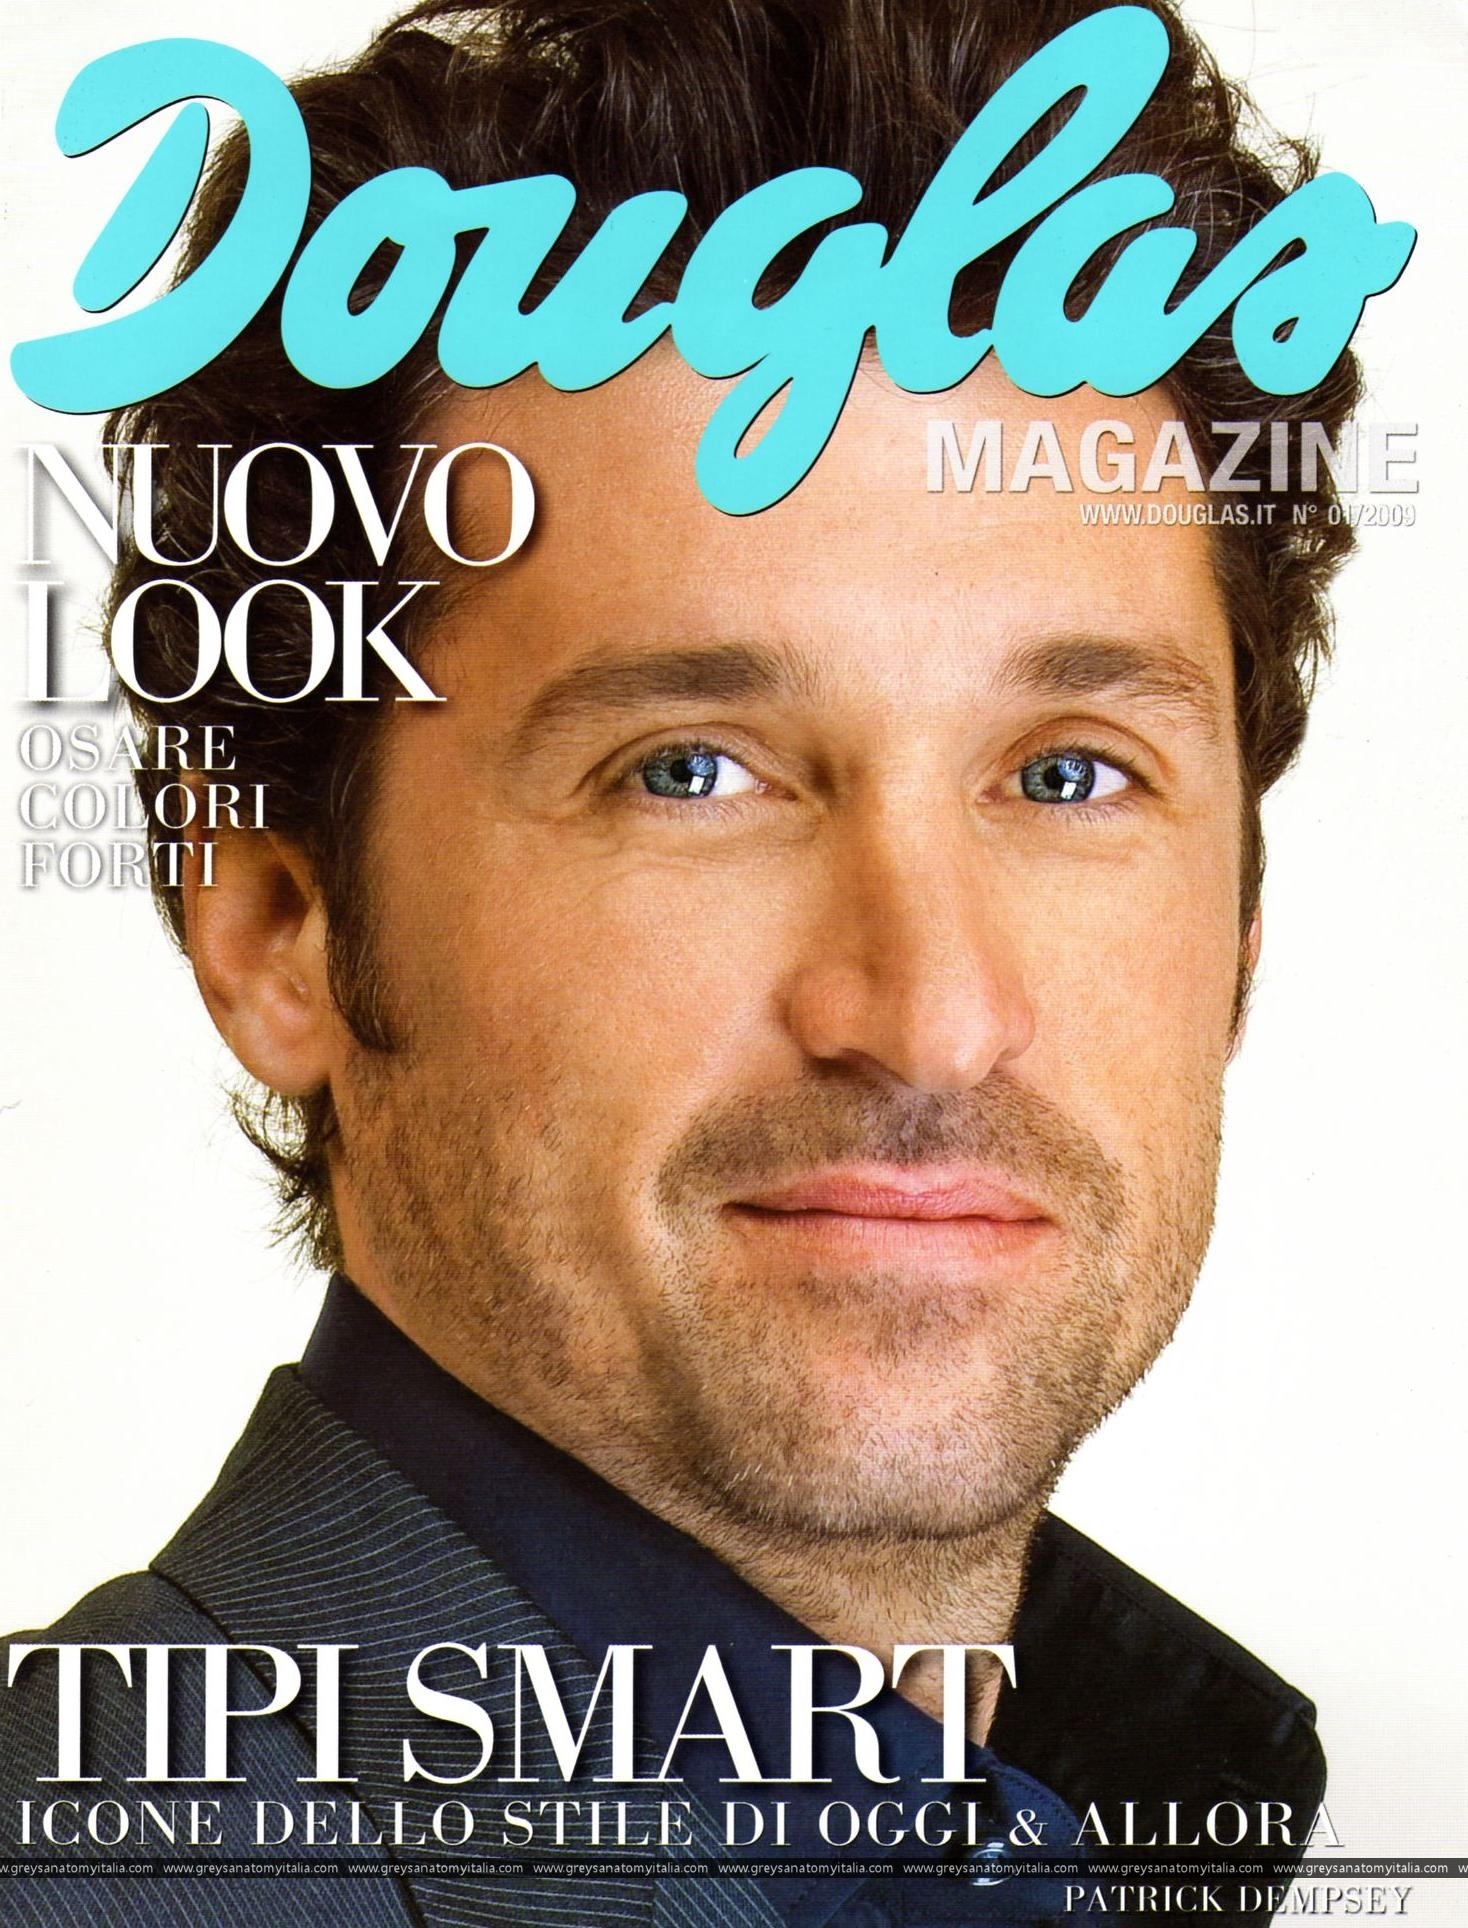 Douglas
MAGAZINE
WWW.DOUGLAS.IT N° 01/2009
NUOVO
LOOK
OSARE
COLORI
FORTI
TIPI SMART
ICONE DELLO STILE DI OGGI & ALLORA
w.greysanatomyitalia.com www.greysanatomyitalia.com www.greysanatomyitalia.com www.greysanatomyitalia.com www.greysanatomyitalia.com www.greysanatomyitalia.com www.greysanatomyitalia.com www.greysanatomyitalia.com w
PATRICK DEMPSEY